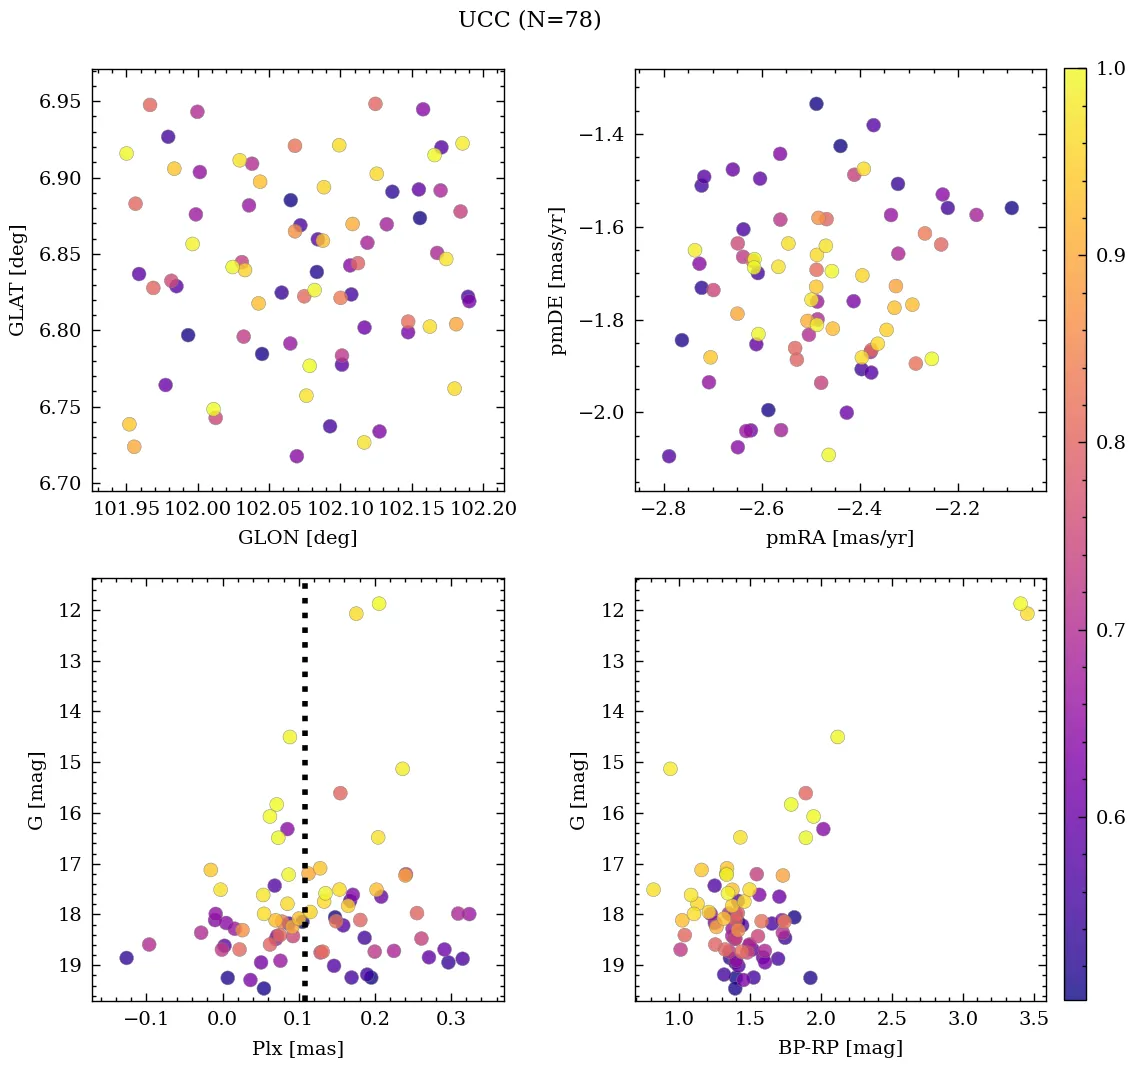 UCC (N=78)
6.95
6.90
6.85
6.80
6.75
6.70
GLAT [deg]
101.95 102.00 102.05 102.10 102.15 102.20
GLON [deg]
−1.4
−1.6
−1.8
−2.0
pmDE [mas/yr]
−2.8 −2.6 −2.4 −2.2
pmRA [mas/yr]
12
13
14
15
16
17
18
19
G [mag]
−0.1 0.0 0.1 0.2 0.3
Plx [mas]
12
13
14
15
16
17
18
19
G [mag]
1.0 1.5 2.0 2.5 3.0 3.5
BP-RP [mag]
1.0
0.9
0.8
0.7
0.6